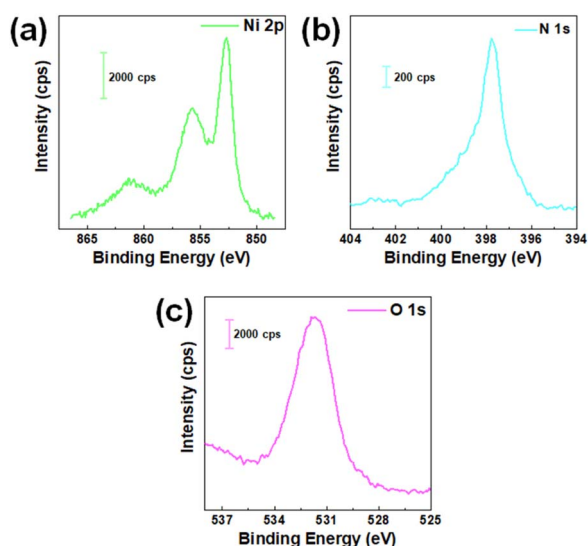 (a)
Ni 2p
2000 cps
Intensity (cps)
865 860 855 850
Binding Energy (eV)
(b)
N 1s
200 cps
Intensity (cps)
404 402 400 398 396 394
Binding Energy (eV)
(c)
O 1s
2000 cps
Intensity (cps)
537 534 531 528 525
Binding Energy (eV)